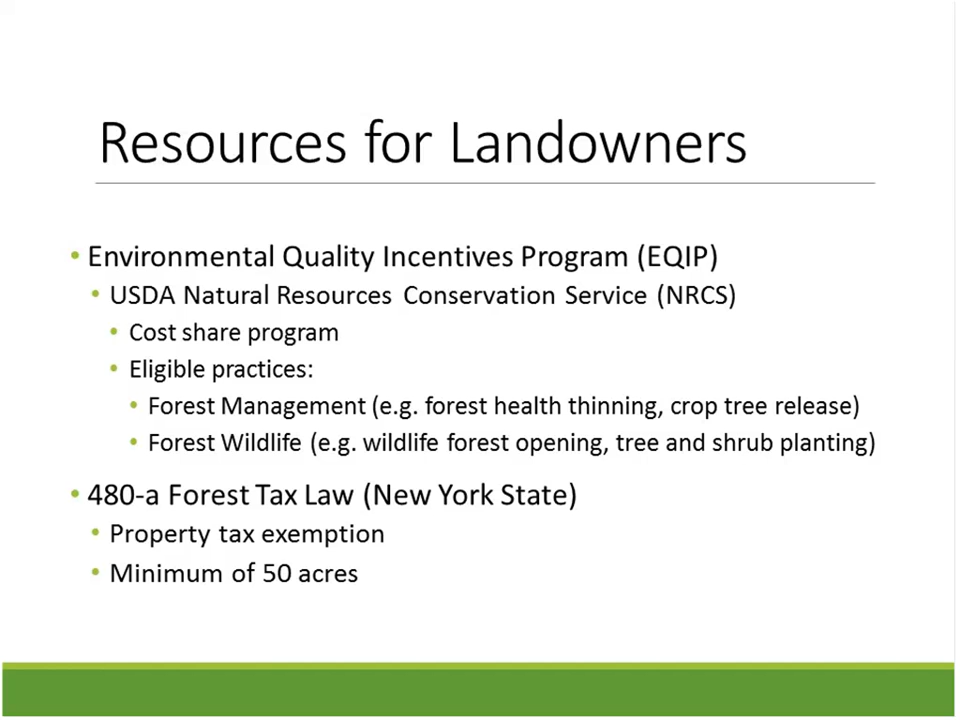 Resources for Landowners
• Environmental Quality Incentives Program (EQIP)
• USDA Natural Resources Conservation Service (NRCS)
• Cost share program
• Eligible practices:
• Forest Management (e.g. forest health thinning, crop tree release)
• Forest Wildlife (e.g. wildlife forest opening, tree and shrub planting)
• 480-a Forest Tax Law (New York State)
• Property tax exemption
• Minimum of 50 acres